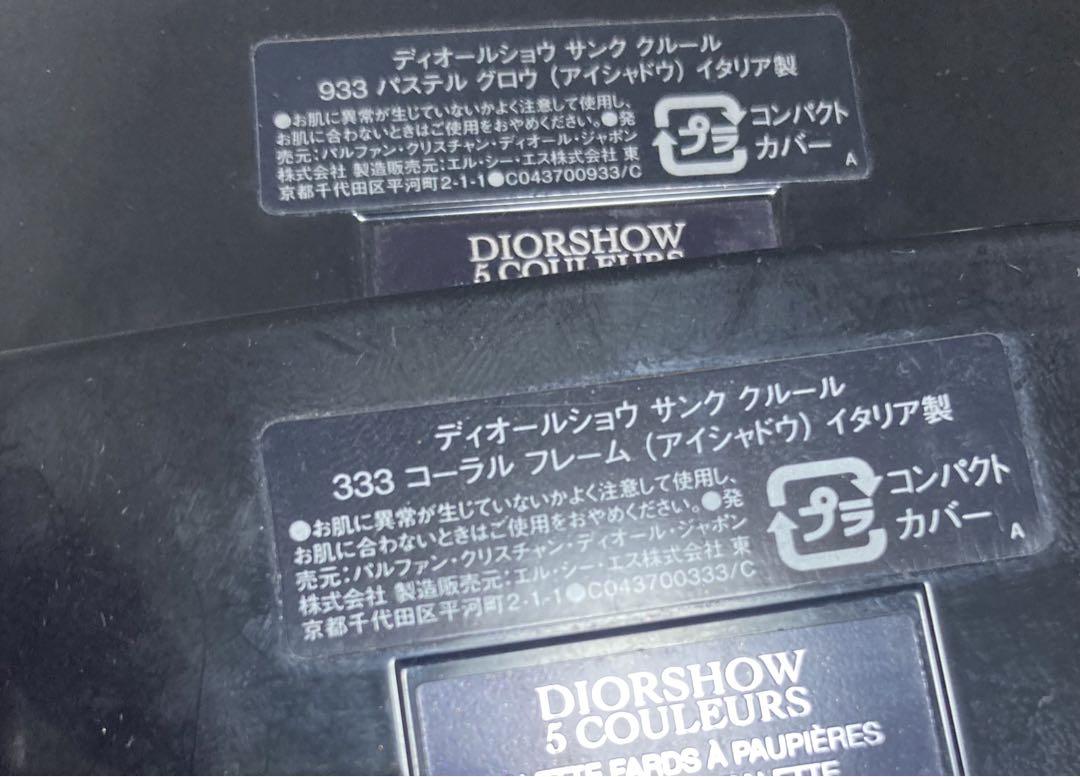 ディオールショウ サンク クルール
933 パステル グロウ (アイシャドウ) イタリア製
●お肌に異常が生じていないかよく注意して使用し、
お肌に合わないときはご使用をおやめください。●発
売元:パルファン・クリスチャン・ディオール・ジャポン
株式会社 製造販売元:エル・シー・エス株式会社 東
京都千代田区平河町2-1-1●C043700933/C
プラ
コンパクト
カバー
A
DIORSHOW
5 COULEURS
ディオールショウ サンク クルール
333 コーラル フレーム (アイシャドウ) イタリア製
●お肌に異常が生じていないかよく注意して使用し、
お肌に合わないときはご使用をおやめください。●発
売元:パルファン・クリスチャン・ディオール・ジャポン
株式会社 製造販売元:エル・シー・エス株式会社 東
京都千代田区平河町2-1-1●C043700333/C
プラ
コンパクト
カバー
A
DIORSHOW
5 COULEURS
FARDS À PAUPIÈRES